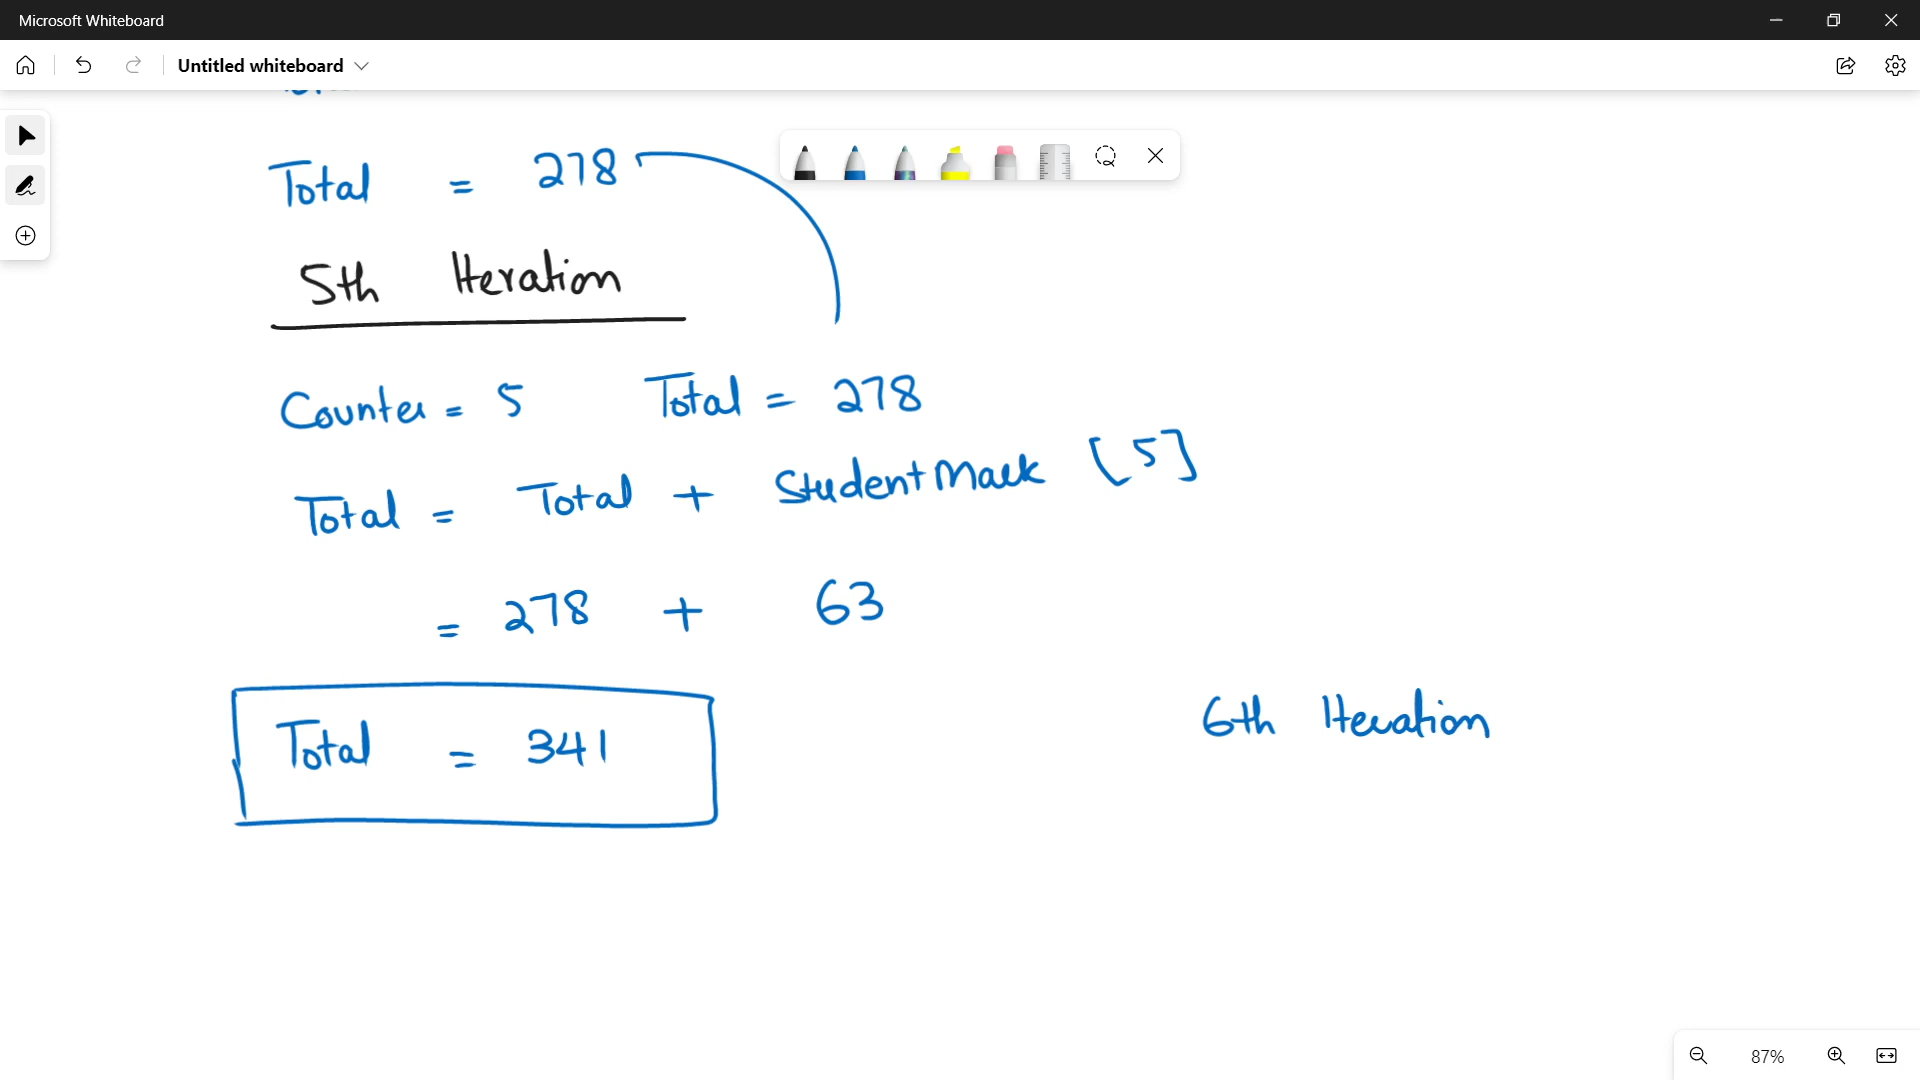 Microsoft Whiteboard
Untitled whiteboard
Total = 278
5th Iteration
Counter = 5 Total = 278
Total = Total + StudentMark [5]
= 278 + 63
Total = 341
6th Iteration
87%